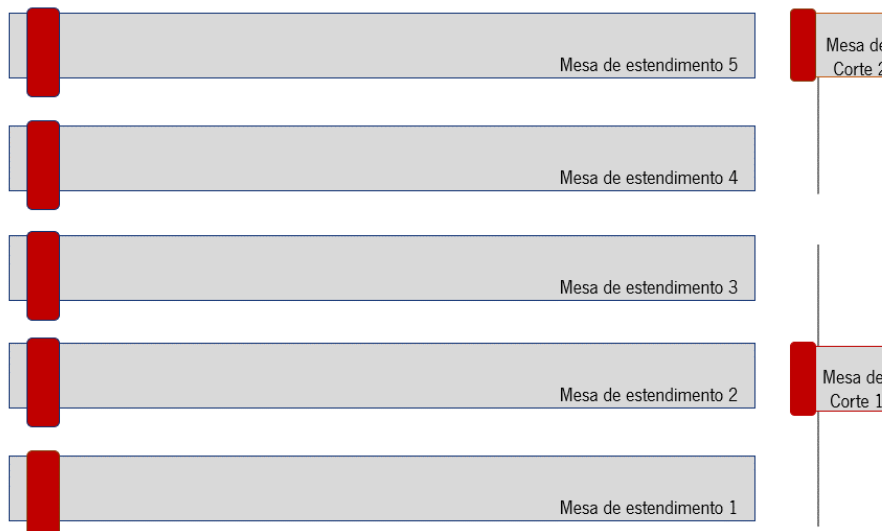 Mesa de estendimento 5
Mesa de
Corte 2
Mesa de estendimento 4
Mesa de estendimento 3
Mesa de estendimento 2
Mesa de
Corte 1
Mesa de estendimento 1